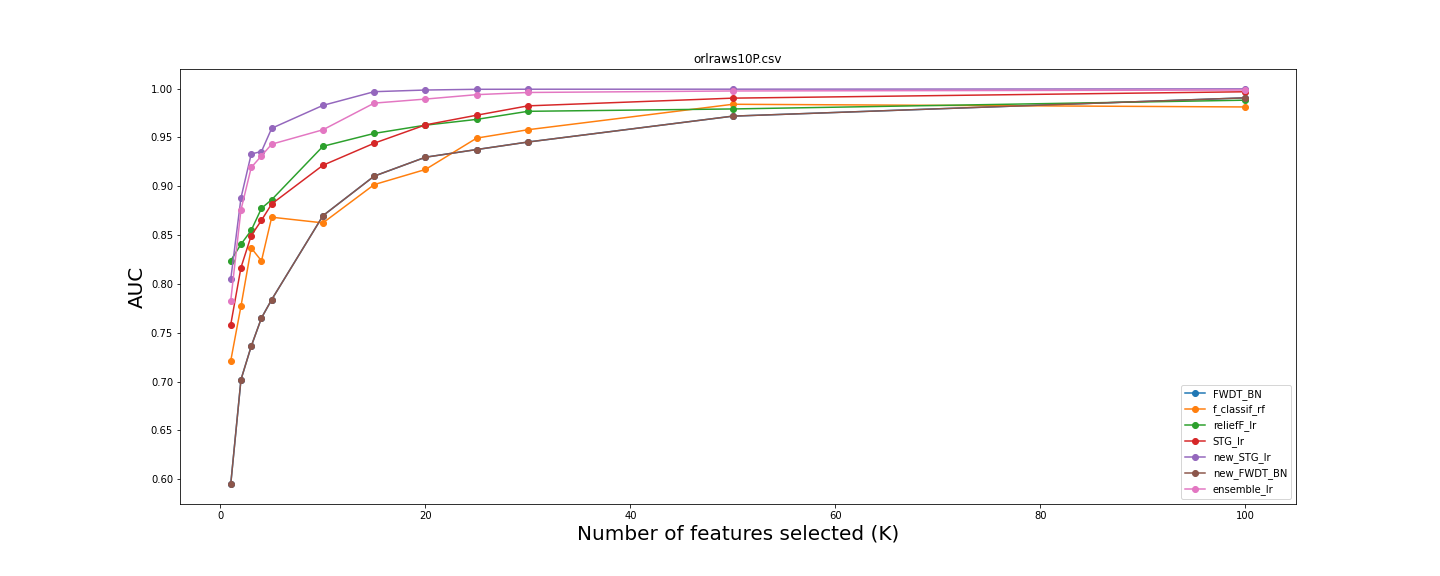 orlraws10P.csv
1.00
0.95
0.90
0.85
0.80
0.75
0.70
0.65
0.60
AUC
0 20 40 60 80 100
Number of features selected (K)
FWDT_BN
f_classif_rf
reliefF_lr
STG_lr
new_STG_lr
new_FWDT_BN
ensemble_lr